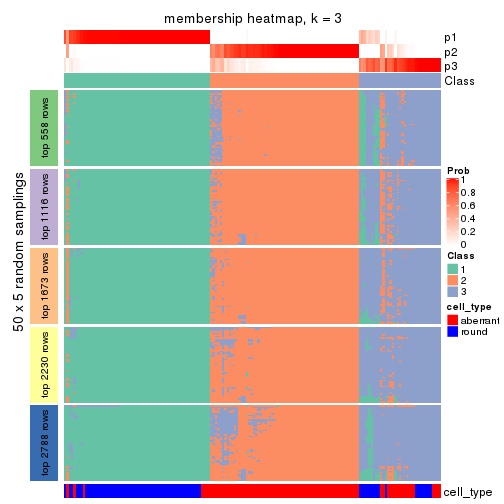 membership heatmap, k = 3
p1
p2
p3
Class
50 x 5 random samplings
top 558 rows
top 1116 rows
top 1673 rows
top 2230 rows
top 2788 rows
Prob
1
0.8
0.6
0.4
0.2
0
Class
1
2
3
cell_type
aberrant
round
cell_type